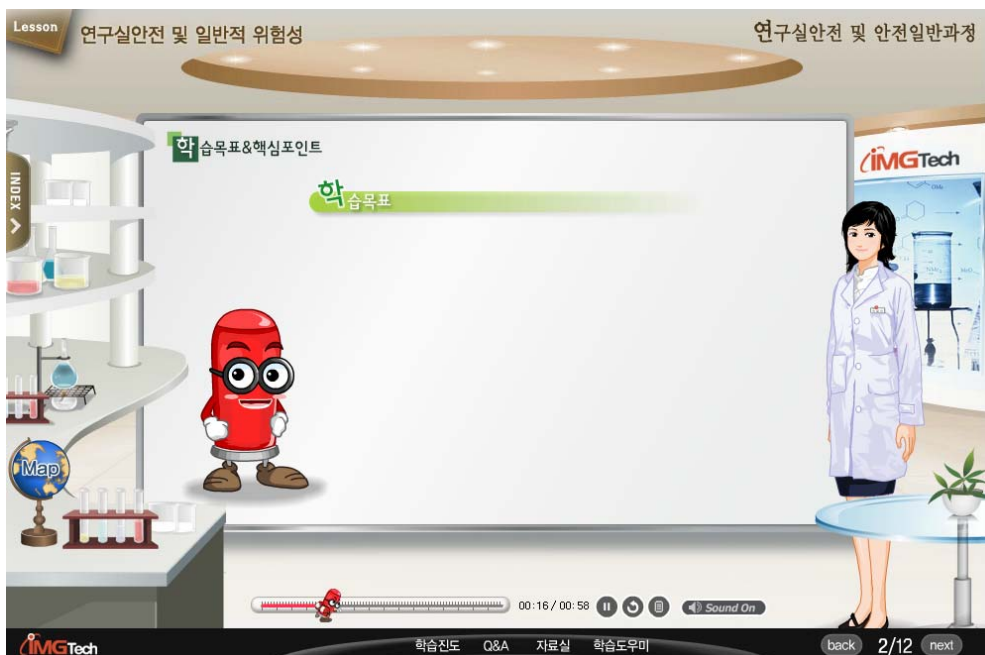 Lesson
연구실안전 및 일반적 위험성
연구실안전 및 안전일반과정
학습목표&핵심포인트
iMGTech
INDEX
학습목표
Map
00:16 / 00:58
Sound On
iMGTech
학습진도 Q&A 자료실 학습도우미
back 2/12 next